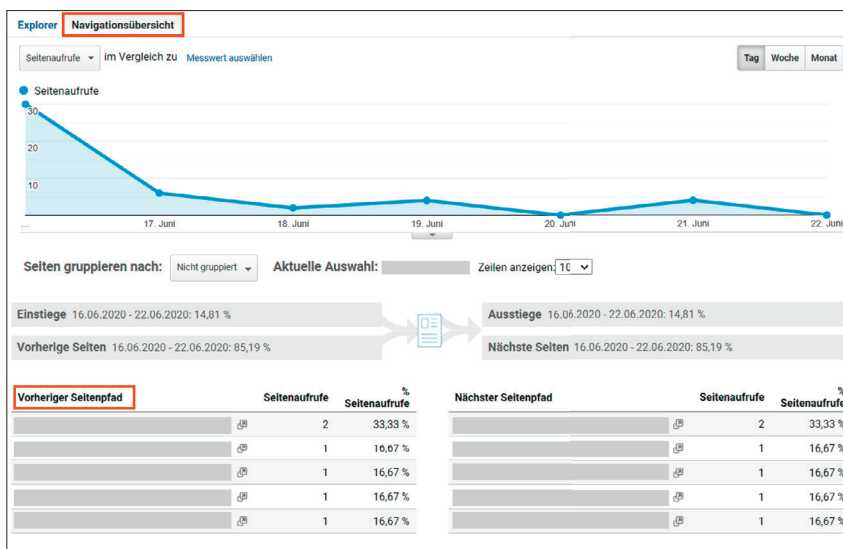 Explorer Navigationsübersicht
Seitenaufrufe im Vergleich zu Messwert auswählen Tag Woche Monat
Seitenaufrufe
30
20
10
... 17. Juni 18. Juni 19. Juni 20. Juni 21. Juni 22. Juni
Seiten gruppieren nach: Nicht gruppiert Aktuelle Auswahl: Zeilen anzeigen: 10
Einstiege 16.06.2020 - 22.06.2020: 14,81 % Ausstiege 16.06.2020 - 22.06.2020: 14,81 %
Vorherige Seiten 16.06.2020 - 22.06.2020: 85,19 % Nächste Seiten 16.06.2020 - 22.06.2020: 85,19 %
Vorheriger Seitenpfad Seitenaufrufe % Seitenaufrufe Nächster Seitenpfad Seitenaufrufe % Seitenaufrufe
2 33,33 % 2 33,33 %
1 16,67 % 1 16,67 %
1 16,67 % 1 16,67 %
1 16,67 % 1 16,67 %
1 16,67 % 1 16,67 %